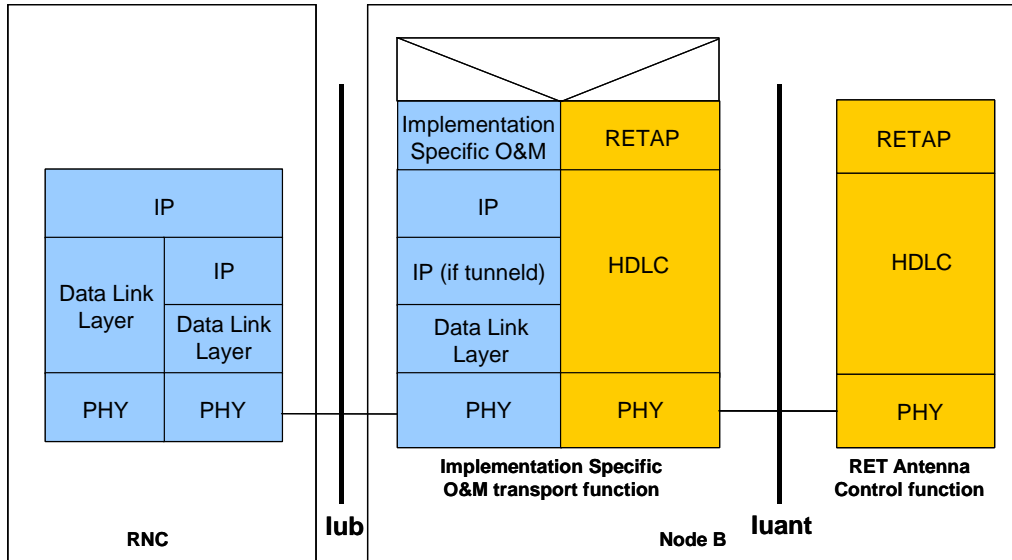 Implementation
Specific O&M
RETAP
RETAP
IP
IP
IP
IP (if tunneld)
HDLC
HDLC
Data Link
Layer
Data Link
Layer
Data Link
Layer
PHY
PHY
PHY
PHY
PHY
Implementation Specific
O&M transport function
RET Antenna
Control function
RNC
Iub
Node B
Iuant